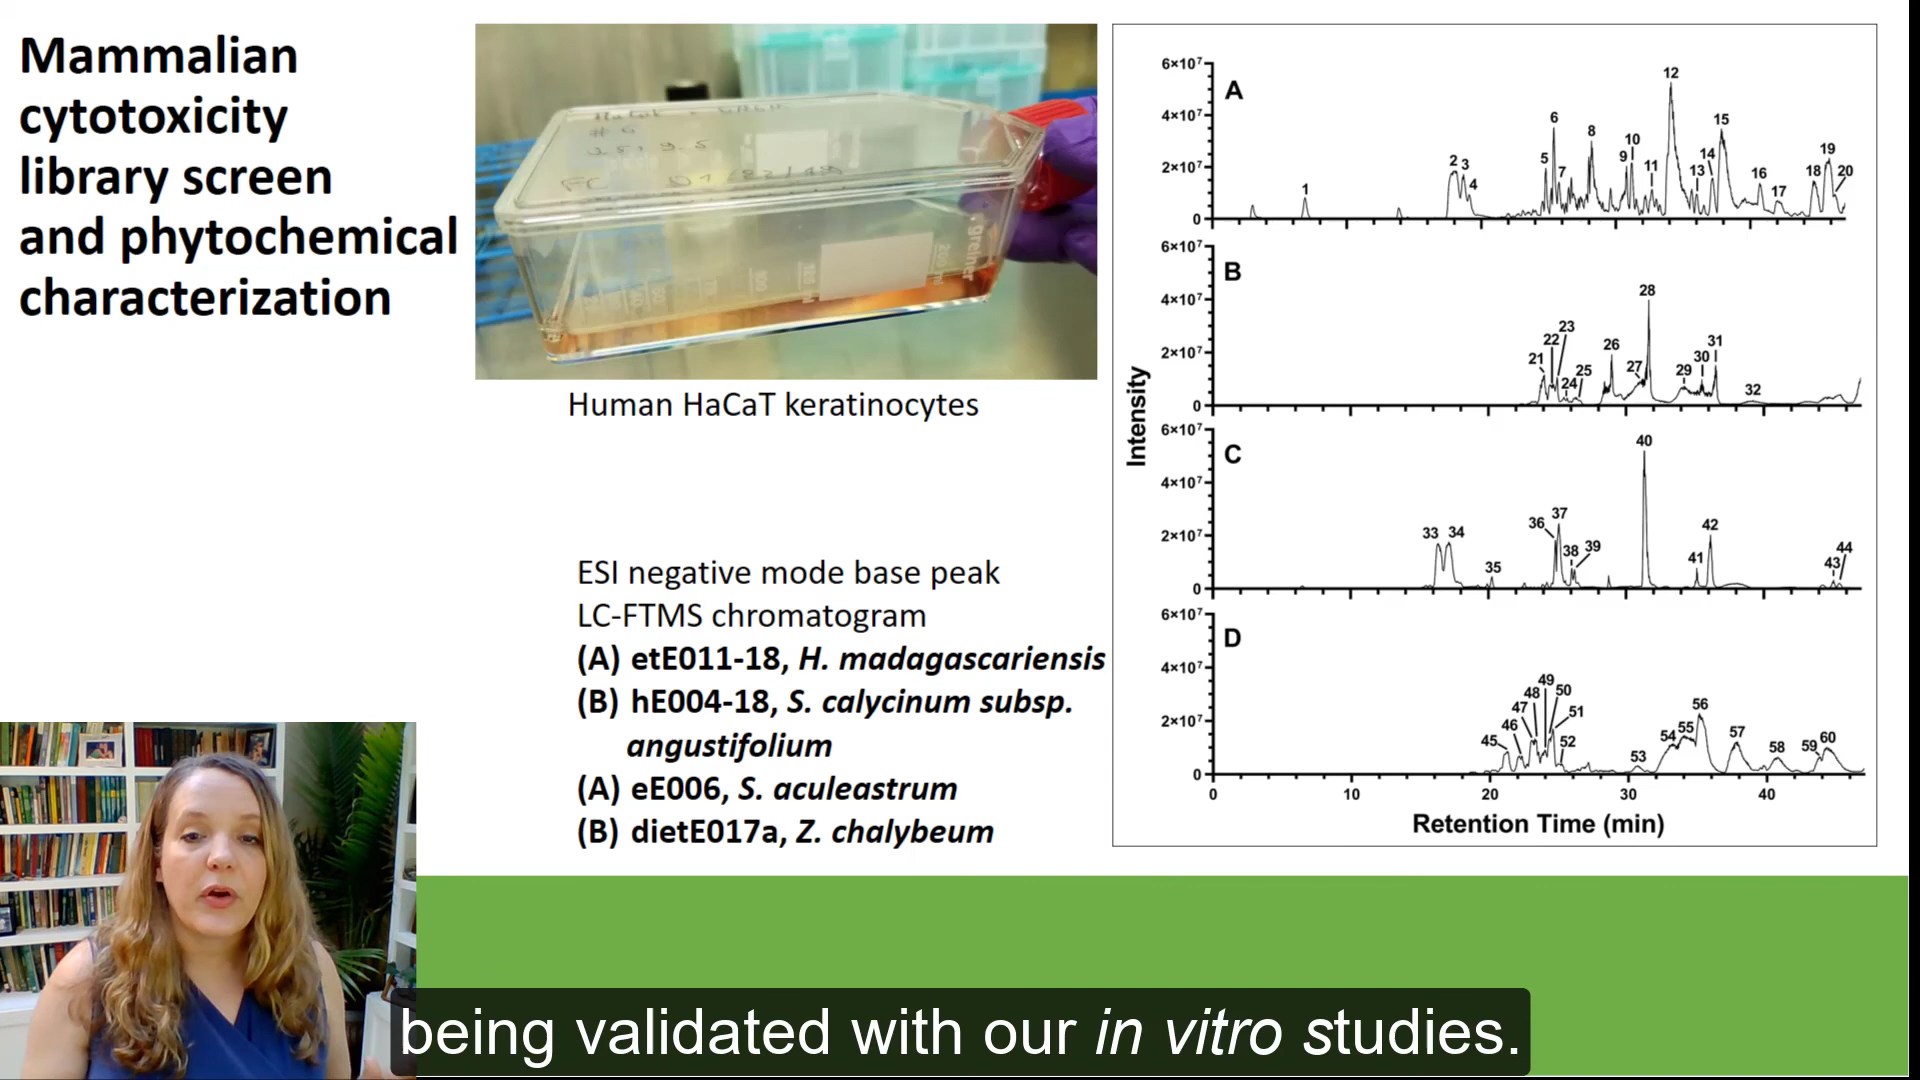 Mammalian
cytotoxicity
library screen
and phytochemical
characterization
greiner
Human HaCaT keratinocytes
ESI negative mode base peak
LC-FTMS chromatogram
(A) etE011-18, H. madagascariensis
(B) hE004-18, S. calycinum subsp.
angustifolium
(A) eE006, S. aculeastrum
(B) dietE017a, Z. chalybeum
Intensity
A
6×10⁷
4×10⁷
2×10⁷
0
1 2 3 4 5 6 7 8 9 10 11 12 13 14 15 16 17 18 19 20
B
6×10⁷
4×10⁷
2×10⁷
0
21 22 23 24 25 26 27 28 29 30 31 32
C
6×10⁷
4×10⁷
2×10⁷
0
33 34 35 36 37 38 39 40 41 42 43 44
D
6×10⁷
4×10⁷
2×10⁷
0
45 46 47 48 49 50 51 52 53 54 55 56 57 58 59 60
0 10 20 30 40
Retention Time (min)
being validated with our in vitro studies.